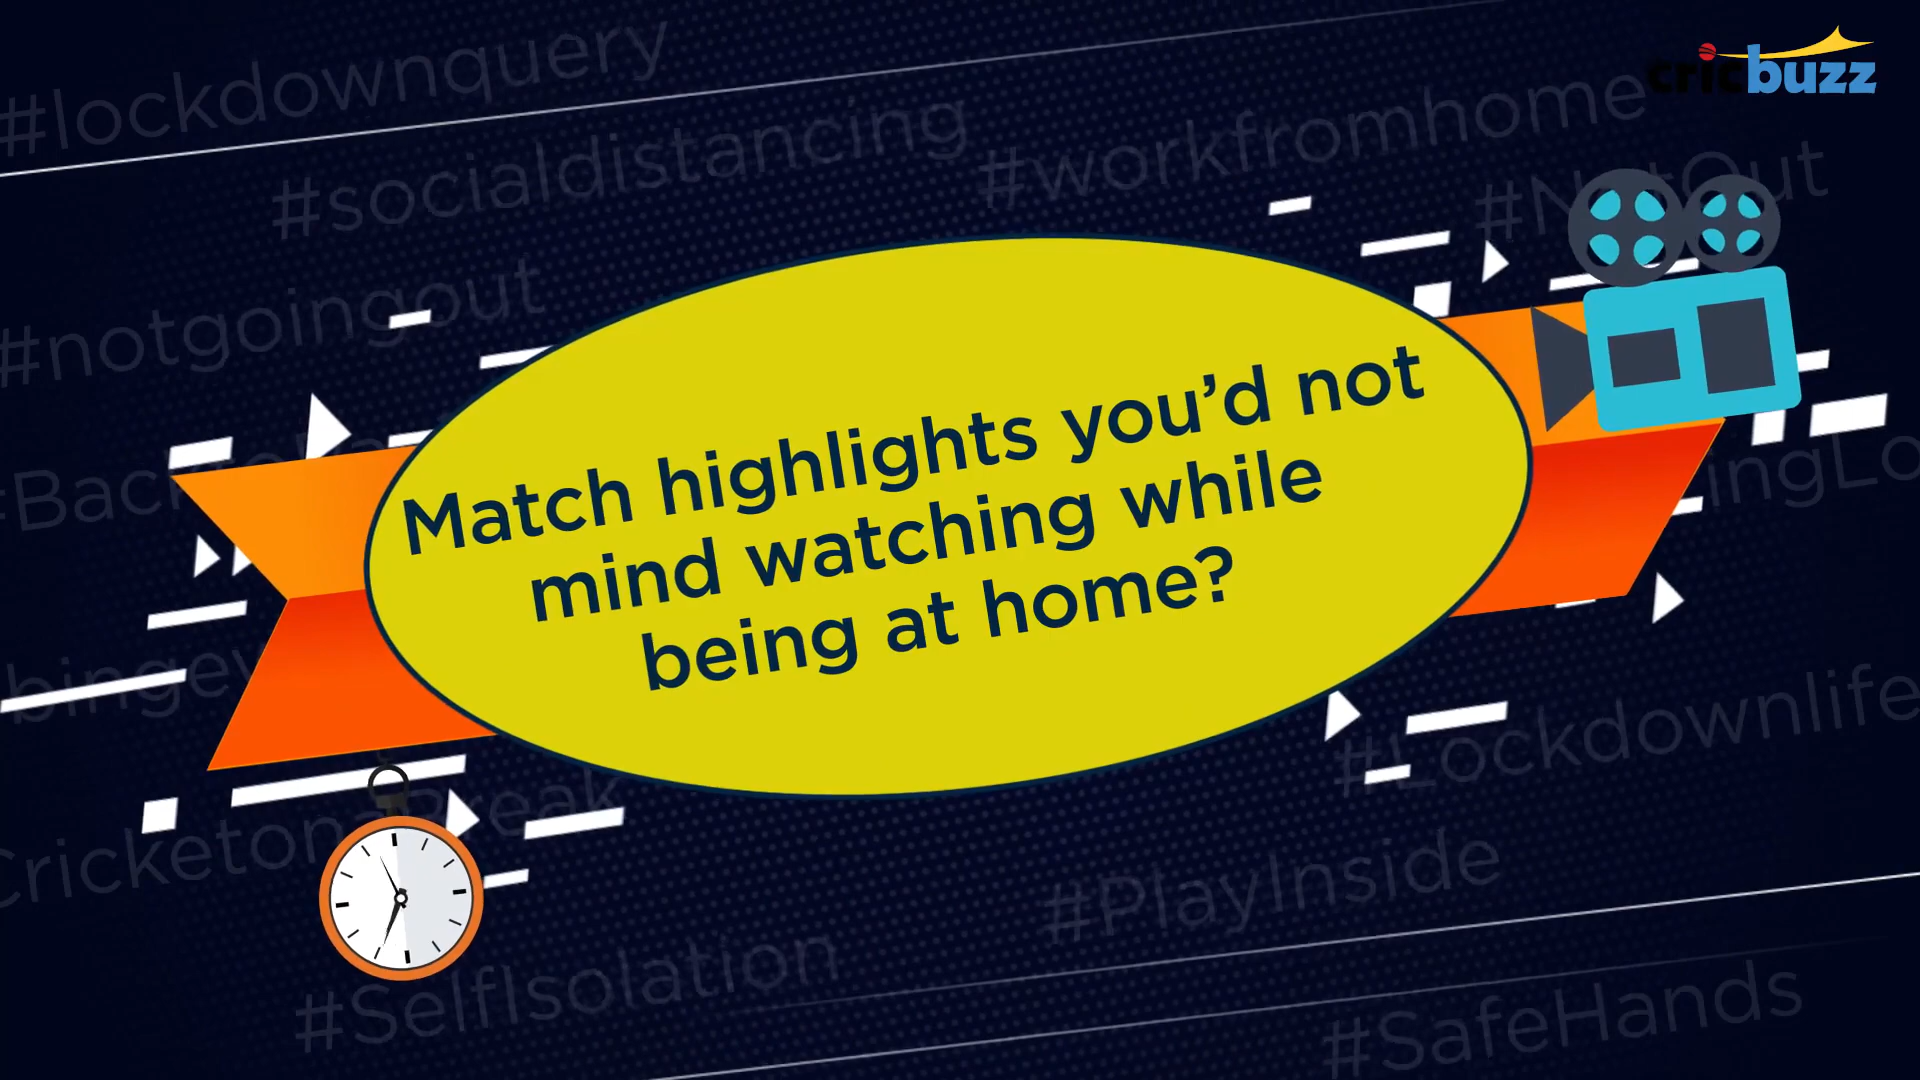 #lockdownquery
cricbuzz
#socialdistancing
#workfromhome
#NotOut
#notgoingout
Match highlights you'd not
mind watching while
being at home?
#Lockdownlife
#PlayInside
#SelfIsolation
#SafeHands